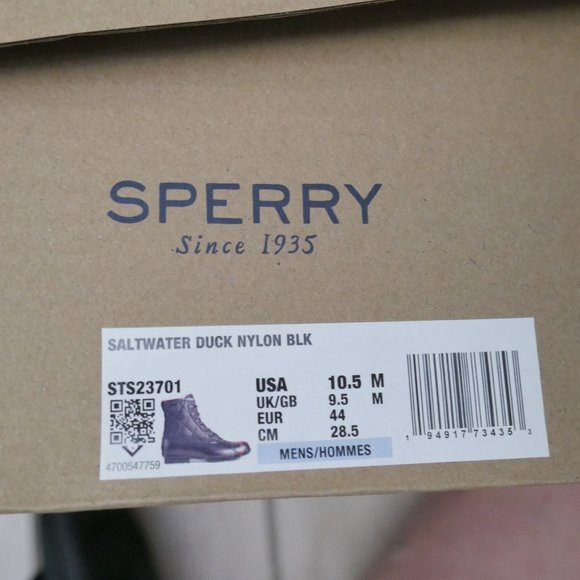 SPERRY
Since 1935
SALTWATER DUCK NYLON BLK
STS23701
USA 10.5 M
UK/GB 9.5 M
EUR 44
CM 28.5
MENS/HOMMES
4700547759
1 94917 73435 3